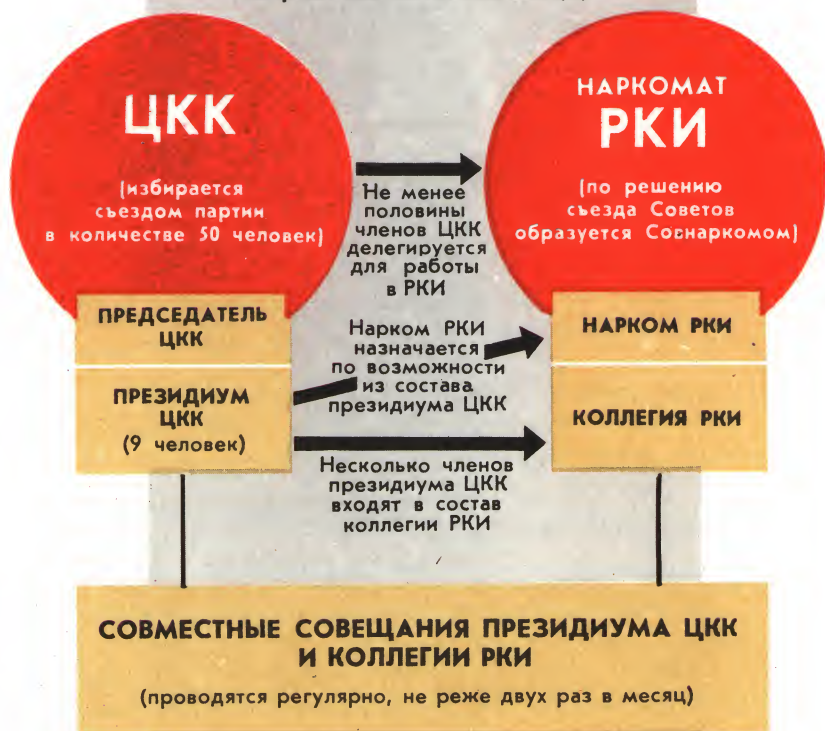 ЦКК
(избирается
съездом партии
в количестве 50 человек)
НАРКОМАТ
РКИ
(по решению
съезда Советов
образуется Совнаркомом)
Не менее
половины
членов ЦКК
делегируется
для работы
в РКИ
ПРЕДСЕДАТЕЛЬ
ЦКК
Нарком РКИ
назначается
по возможности
из состава
президиума ЦКК
НАРКОМ РКИ
ПРЕЗИДИУМ
ЦКК
(9 человек)
КОЛЛЕГИЯ РКИ
Несколько членов
президиума ЦКК
входят в состав
коллегии РКИ
СОВМЕСТНЫЕ СОВЕЩАНИЯ ПРЕЗИДИУМА ЦКК
И КОЛЛЕГИИ РКИ
(проводятся регулярно, не реже двух раз в месяц)